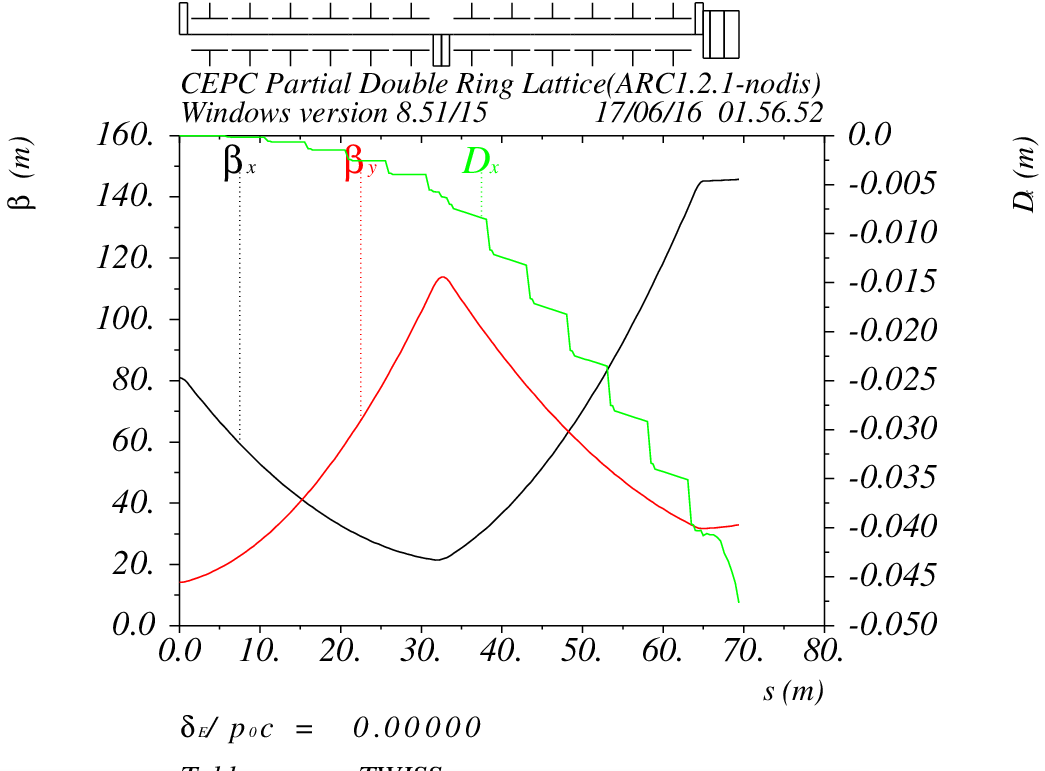 CEPC Partial Double Ring Lattice(ARC1.2.1-nodis)
Windows version 8.51/15 17/06/16 01.56.52
β (m)
160.
140.
120.
100.
80.
60.
40.
20.
0.0
βx
βy
Dx
0.0
-0.005
-0.010
-0.015
-0.020
-0.025
-0.030
-0.035
-0.040
-0.045
-0.050
Dx (m)
0.0 10. 20. 30. 40. 50. 60. 70. 80.
s (m)
δE/ p0c = 0.00000